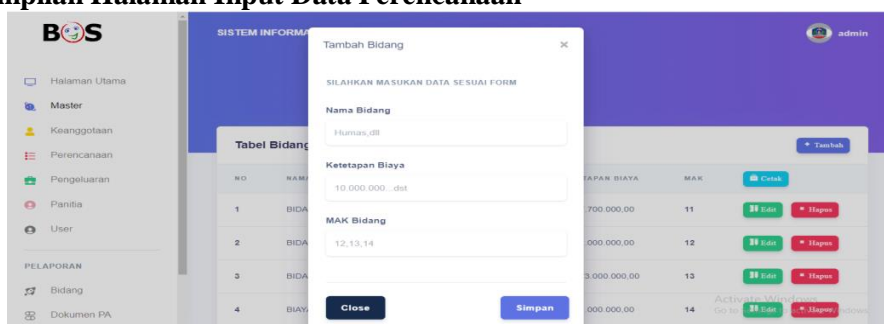 Halaman Input Data Perencanaan
BOS
SISTEM INFORMA
admin
Tambah Bidang
×
SILAHKAN MASUKAN DATA SESUAI FORM
Nama Bidang
Humas,dll
Ketetapan Biaya
10.000.000...dst
MAK Bidang
12,13,14
Close
Simpan
Halaman Utama
Master
Keanggotaan
Perencanaan
Pengeluaran
Panitia
User
PELAPORAN
Bidang
Dokumen PA
Tabel Bidang
+ Tambah
NO NAMA TAPAN BIAYA MAK Cetak
1 BIDA 700.000,00 11 Edit Hapus
2 BIDA 000.000,00 12 Edit Hapus
3 BIDA 3.000.000,00 13 Edit Hapus
4 BIAY 000.000,00 14 Edit Hapus
Activate Windows
Go to